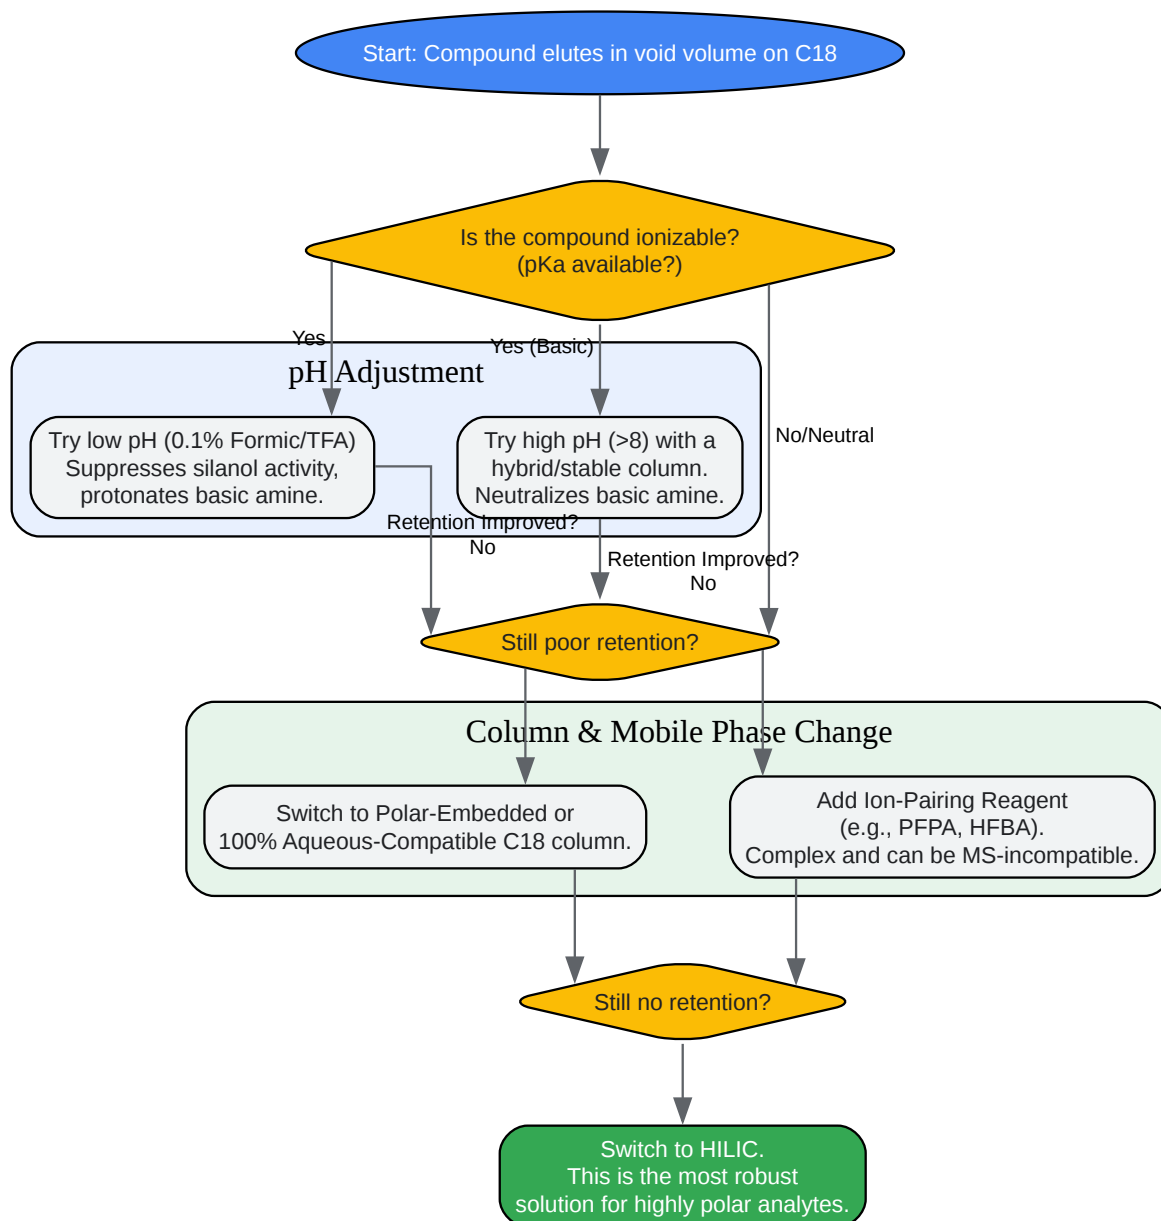 Start: Compound elutes in void volume on C18
Is the compound ionizable?
(pKa available?)
Yes
Yes (Basic)
No/Neutral
pH Adjustment
Try low pH (0.1% Formic/TFA)
Suppresses silanol activity,
protonates basic amine.
Try high pH (>8) with a
hybrid/stable column.
Neutralizes basic amine.
Retention Improved?
No
Retention Improved?
No
Still poor retention?
Column & Mobile Phase Change
Switch to Polar-Embedded or
100% Aqueous-Compatible C18 column.
Add Ion-Pairing Reagent
(e.g., PFPA, HFBA).
Complex and can be MS-incompatible.
Still no retention?
Switch to HILIC.
This is the most robust
solution for highly polar analytes.